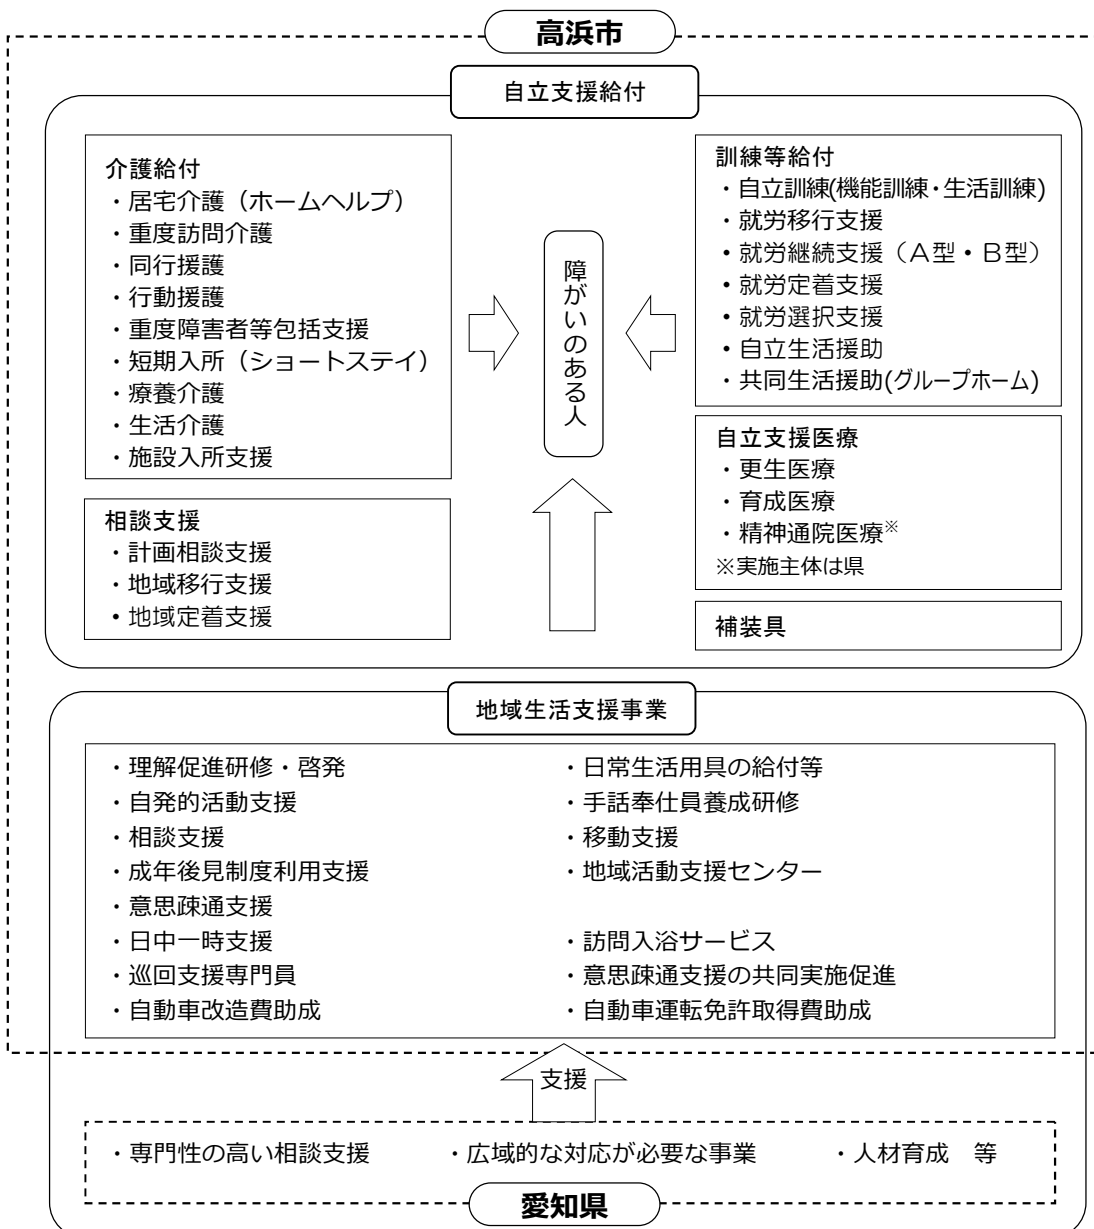 高浜市
自立支援給付
介護給付
・居宅介護（ホームヘルプ）
・重度訪問介護
・同行援護
・行動援護
・重度障害者等包括支援
・短期入所（ショートステイ）
・療養介護
・生活介護
・施設入所支援
相談支援
・計画相談支援
・地域移行支援
・地域定着支援
障がいのある人
訓練等給付
・自立訓練(機能訓練・生活訓練)
・就労移行支援
・就労継続支援（Ａ型・Ｂ型）
・就労定着支援
・就労選択支援
・自立生活援助
・共同生活援助(グループホーム)
自立支援医療
・更生医療
・育成医療
・精神通院医療※
※実施主体は県
補装具
地域生活支援事業
・理解促進研修・啓発
・自発的活動支援
・相談支援
・成年後見制度利用支援
・意思疎通支援
・日中一時支援
・巡回支援専門員
・自動車改造費助成
・日常生活用具の給付等
・手話奉仕員養成研修
・移動支援
・地域活動支援センター
・訪問入浴サービス
・意思疎通支援の共同実施促進
・自動車運転免許取得費助成
支援
・専門性の高い相談支援　・広域的な対応が必要な事業　・人材育成　等
愛知県